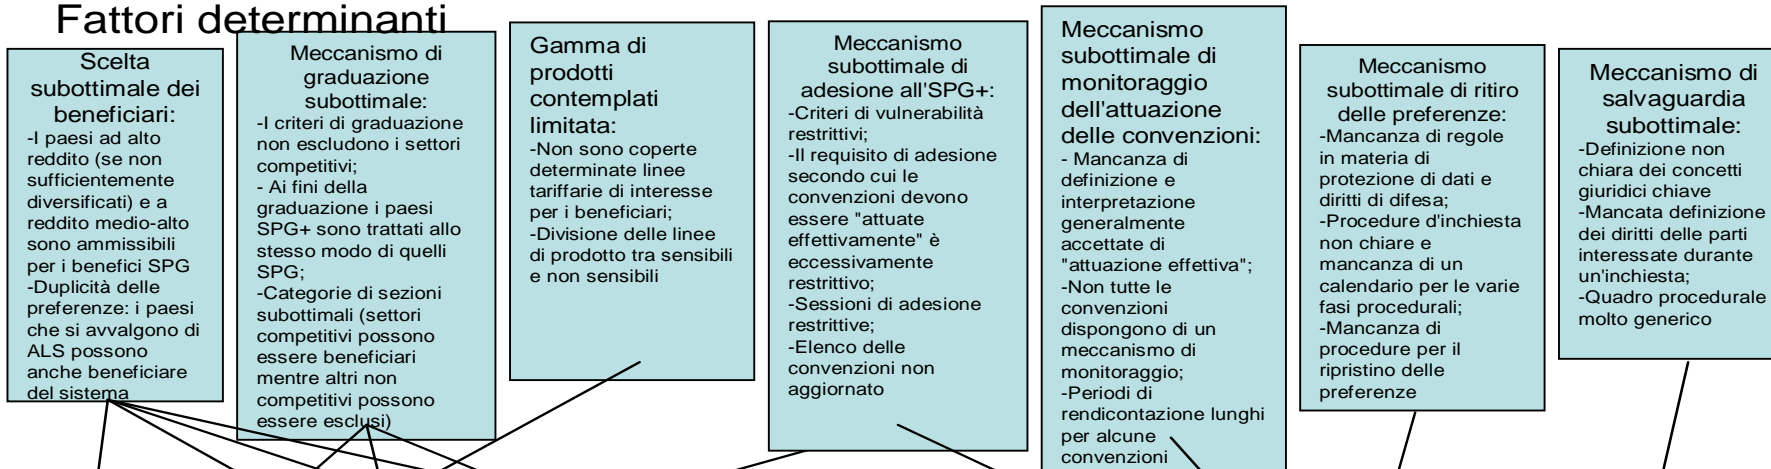 Fattori determinanti
Scelta
subottimale dei
beneficiari:
-I paesi ad alto
reddito (se non
sufficientemente
diversificati) e a
reddito medio-alto
sono ammissibili
per i benefici SPG
-Duplicità delle
preferenze: i paesi
che si avvalgono di
ALS possono
anche beneficiare
del sistema
Meccanismo di
graduazione
subottimale:
-I criteri di graduazione
non escludono i settori
competitivi;
- Ai fini della
graduazione i paesi
SPG+ sono trattati allo
stesso modo di quelli
SPG;
-Categorie di sezioni
subottimali (settori
competitivi possono
essere beneficiari
mentre altri non
competitivi possono
essere esclusi)
Gamma di
prodotti
contemplati
limitata:
-Non sono coperte
determinate linee
tariffarie di interesse
per i beneficiari;
-Divisione delle linee
di prodotto tra sensibili
e non sensibili
Meccanismo
subottimale di
adesione all'SPG+:
-Criteri di vulnerabilità
restrittivi;
-Il requisito di adesione
secondo cui le
convenzioni devono
essere "attuate
effettivamente" è
eccessivamente
restrittivo;
-Sessioni di adesione
restrittive;
-Elenco delle
convenzioni non
aggiornato
Meccanismo
subottimale di
monitoraggio
dell'attuazione
delle convenzioni:
- Mancanza di
definizione e
interpretazione
generalmente
accettate di
"attuazione effettiva";
-Non tutte le
convenzioni
dispongono di un
meccanismo di
monitoraggio;
-Periodi di
rendicontazione lunghi
per alcune
convenzioni
Meccanismo
subottimale di ritiro
delle preferenze:
-Mancanza di regole
in materia di
protezione di dati e
diritti di difesa;
-Procedure d'inchiesta
non chiare e
mancanza di un
calendario per le varie
fasi procedurali;
-Mancanza di
procedure per il
ripristino delle
preferenze
Meccanismo di
salvaguardia
subottimale:
-Definizione non
chiara dei concetti
giuridici chiave
-Mancata definizione
dei diritti delle parti
interessate durante
un'inchiesta;
-Quadro procedurale
molto generico